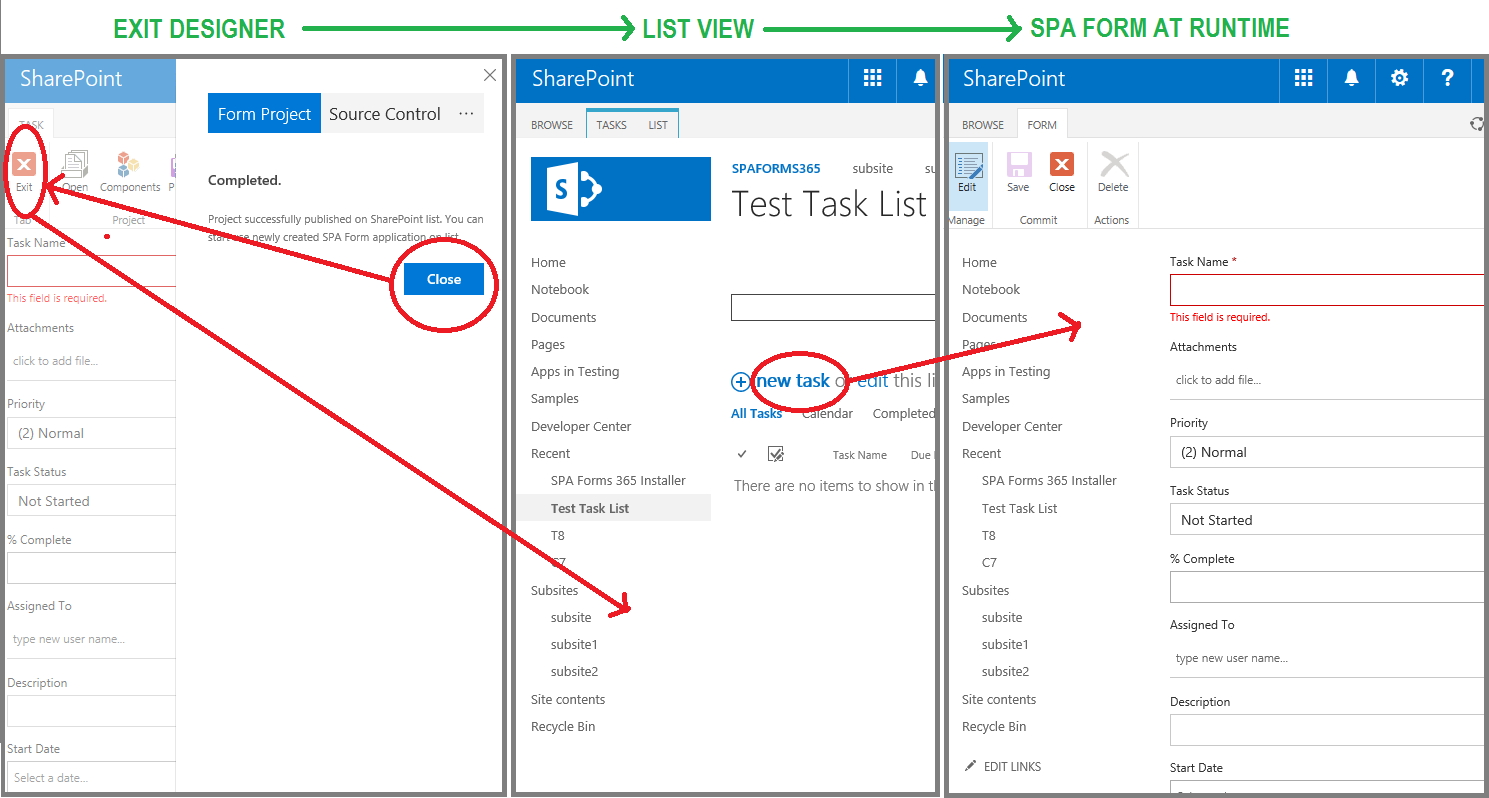 EXIT DESIGNER
LIST VIEW
SPA FORM AT RUNTIME
SharePoint
TASK
Exit
Open
Components
P
Tab
Project
Task Name
This field is required.
Attachments
click to add file...
Priority
(2) Normal
Task Status
Not Started
% Complete
Assigned To
type new user name...
Description
Start Date
Select a date...
Form Project Source Control ...
Completed.
Project successfully published on SharePoint list. You can
start use newly created SPA Form application on list.
Close
SharePoint
BROWSE TASKS LIST
S
SPAFORMS365 subsite su
Test Task List
Home
Notebook
Documents
Pages
Apps in Testing
Samples
Developer Center
Recent
SPA Forms 365 Installer
Test Task List
T8
C7
Subsites
subsite
subsite1
subsite2
Site contents
Recycle Bin
new task or edit this li
All Tasks Calendar Completed
Task Name Due
There are no items to show in th
SharePoint
?
BROWSE FORM
Edit
Save
Close
Delete
Manage
Commit
Actions
Home
Notebook
Documents
Pages
Apps in Testing
Samples
Developer Center
Recent
SPA Forms 365 Installer
Test Task List
T8
C7
Subsites
subsite
subsite1
subsite2
Site contents
Recycle Bin
EDIT LINKS
Task Name *
This field is required.
Attachments
click to add file...
Priority
(2) Normal
Task Status
Not Started
% Complete
Assigned To
type new user name...
Description
Start Date